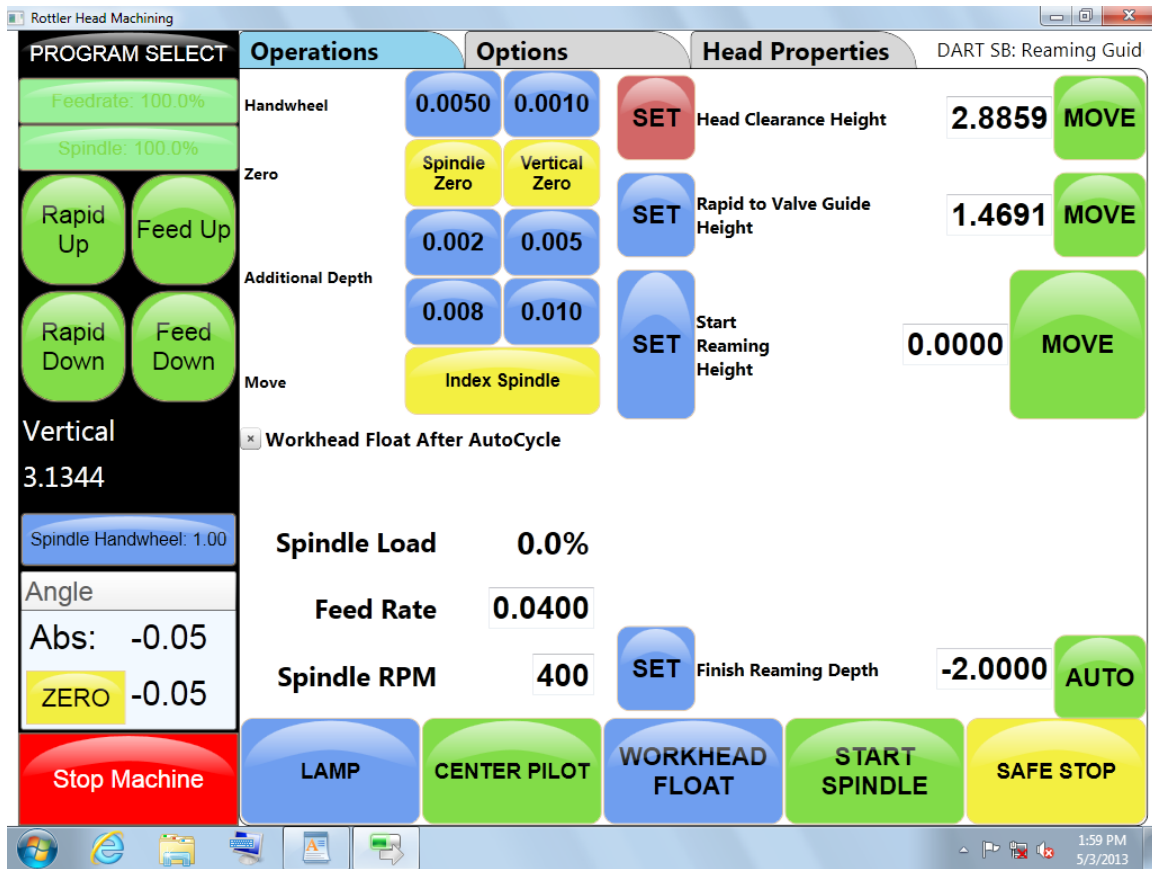 Rottler Head Machining
PROGRAM SELECT
Operations
Options
Head Properties
DART SB: Reaming Guid
Feedrate: 100.0%
Spindle: 100.0%
Rapid
Up
Feed Up
Rapid
Down
Feed
Down
Vertical
3.1344
Spindle Handwheel: 1.00
Angle
Abs: -0.05
ZERO -0.05
Stop Machine
Handwheel
0.0050 0.0010
Zero
Spindle
Zero
Vertical
Zero
Additional Depth
0.002 0.005
0.008 0.010
Move
Index Spindle
× Workhead Float After AutoCycle
Spindle Load 0.0%
Feed Rate 0.0400
Spindle RPM 400
SET Head Clearance Height 2.8859 MOVE
SET Rapid to Valve Guide
Height
1.4691 MOVE
SET Start
Reaming
Height
0.0000 MOVE
SET Finish Reaming Depth -2.0000 AUTO
LAMP
CENTER PILOT
WORKHEAD
FLOAT
START
SPINDLE
SAFE STOP
1:59 PM
5/3/2013